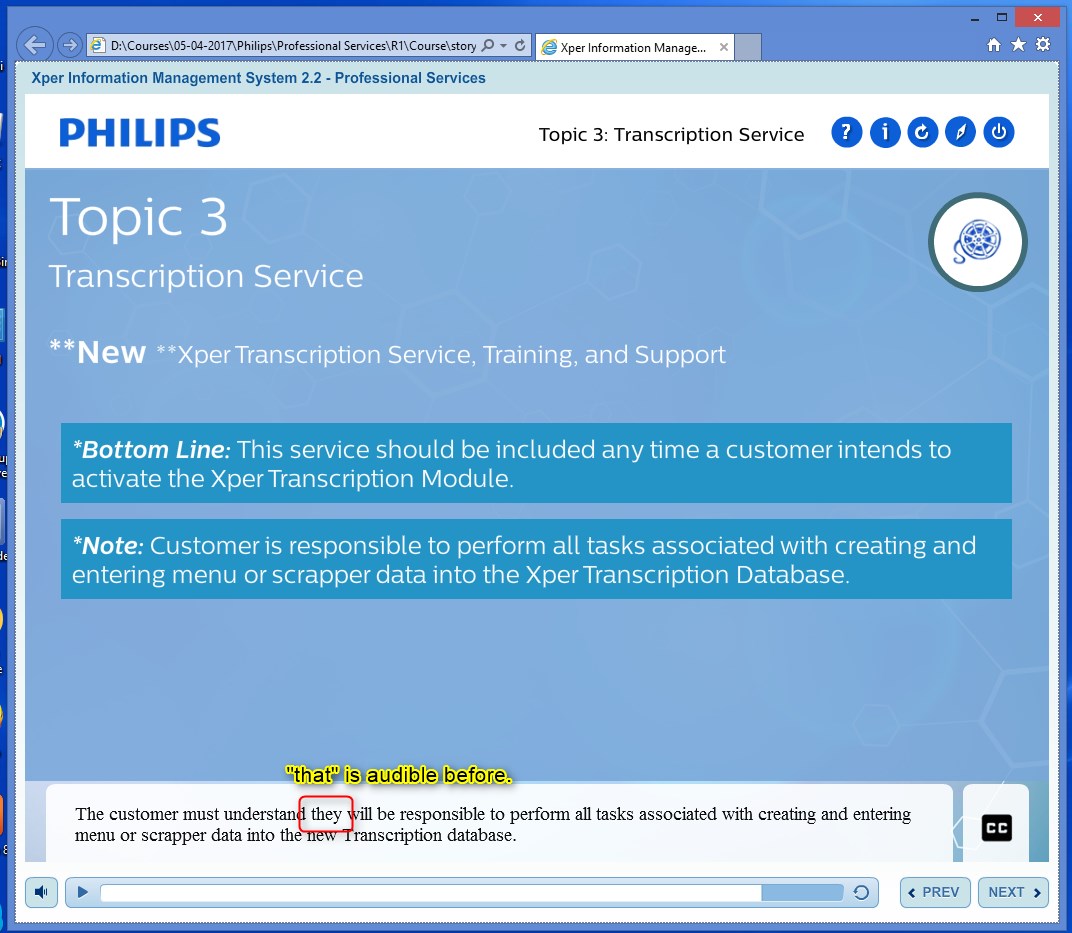 D:\Courses\05-04-2017\Philips\Professional Services\R1\Course\story
Xper Information Manage...
Xper Information Management System 2.2 - Professional Services
PHILIPS
Topic 3: Transcription Service
Topic 3
Transcription Service
**New **Xper Transcription Service, Training, and Support
*Bottom Line: This service should be included any time a customer intends to
activate the Xper Transcription Module.
*Note: Customer is responsible to perform all tasks associated with creating and
entering menu or scrapper data into the Xper Transcription Database.
"that" is audible before.
The customer must understand they will be responsible to perform all tasks associated with creating and entering
menu or scrapper data into the new Transcription database.
CC
PREV
NEXT